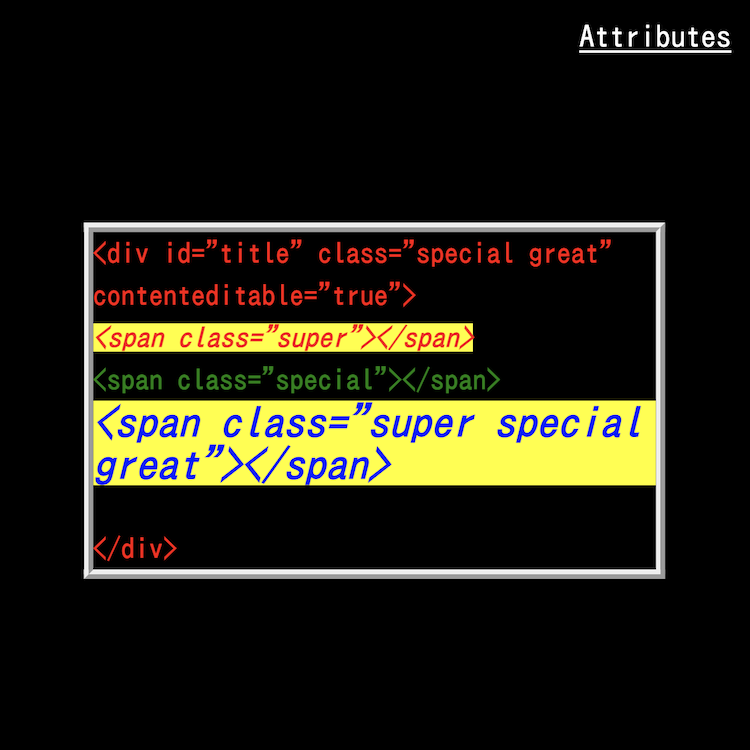 Attributes
<div id=”title” class=”special great”
contenteditable=”true”>
<span class=”super”></span>
<span class=”special”></span>
<span class=”super special
great”></span>
</div>